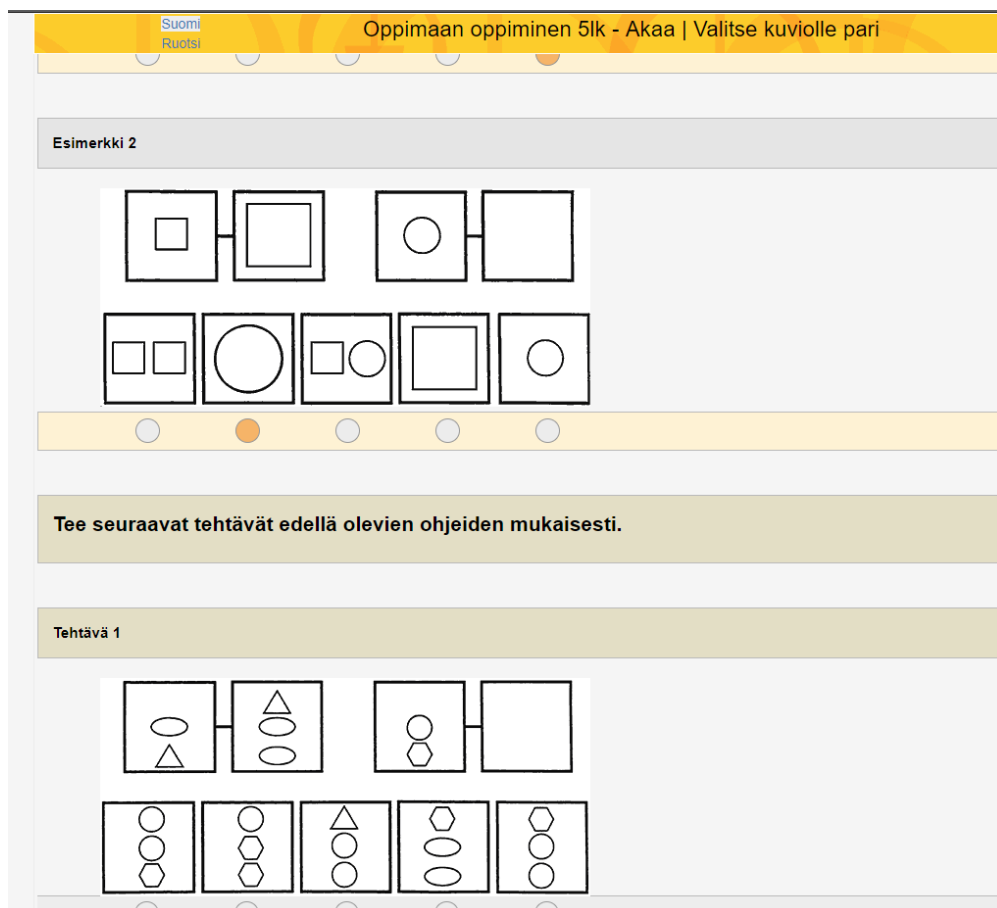 Suomi
Ruotsi
Oppimaan oppiminen 5lk - Akaa | Valitse kuviolle pari
Esimerkki 2
Tee seuraavat tehtävät edellä olevien ohjeiden mukaisesti.
Tehtävä 1